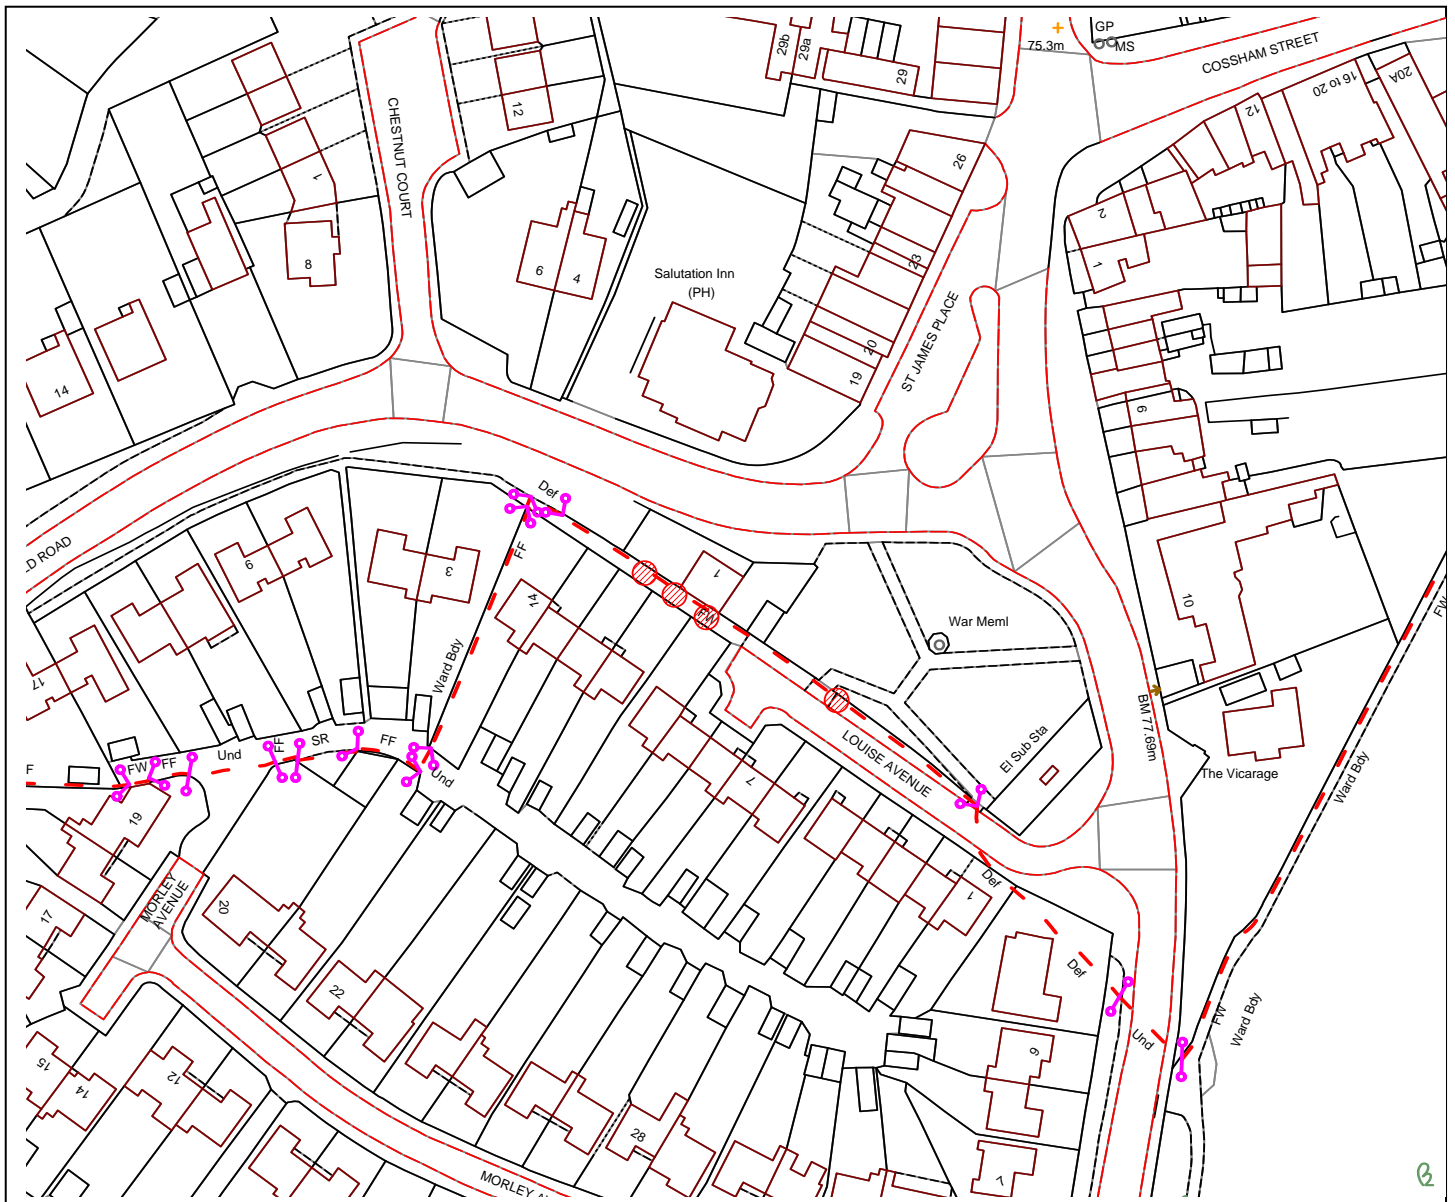 GP
MS
75.3m
COSSHAM STREET
29b
29a
29
16 to 20
20A
12
12
CHESTNUT COURT
1
26
2
1
8
6
4
23
Salutation Inn
(PH)
20
19
ST JAMES PLACE
14
6
Def
LD ROAD
FF
9
3
14
1
FW
War Meml
10
FW
17
Ward Bdy
BM 77.69m
El Sub Sta
LOUISE AVENUE
7
The Vicarage
Ward Bdy
F
FW
FF
Und
FF
SR
FF
Und
19
MORLEY
AVENUE
17
20
1
Def
Def
22
Und
FW
Ward Bdy
15
14
12
28
9
7
MORLEY A